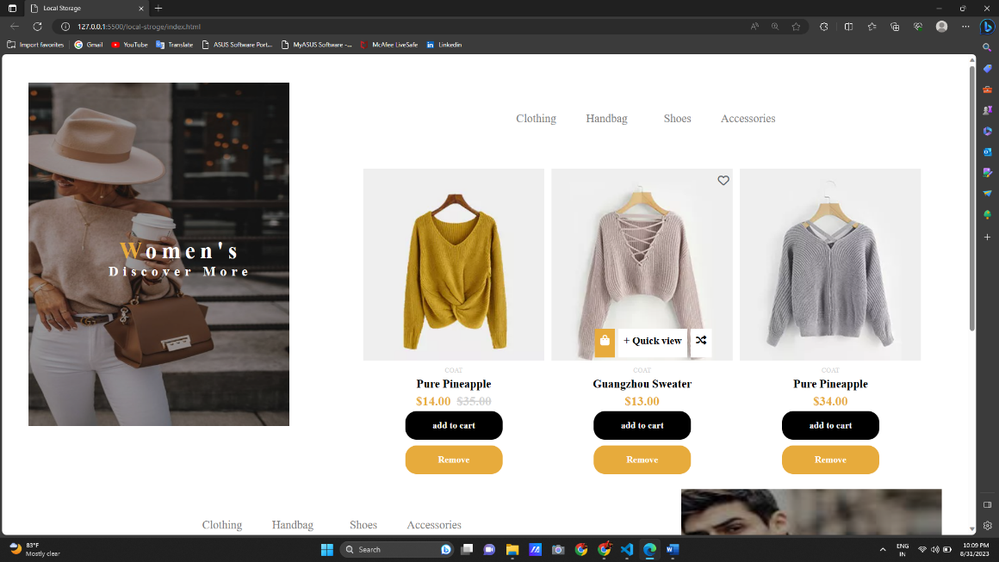 Local Storage
127.0.0.1:5500/local-stroge/index.html
Import favorites
Gmail
YouTube
Translate
ASUS Software Port...
MyASUS Software -...
McAfee LiveSafe
Linkedin
Clothing Handbag Shoes Accessories
Women's
Discover More
+ Quick view
COAT COAT COAT
Pure Pineapple Guangzhou Sweater Pure Pineapple
$14.00 $35.00 $13.00 $34.00
add to cart add to cart add to cart
Remove Remove Remove
Clothing Handbag Shoes Accessories
83°F
Mostly clear
Search
ENG
IN
10:09 PM
8/31/2023